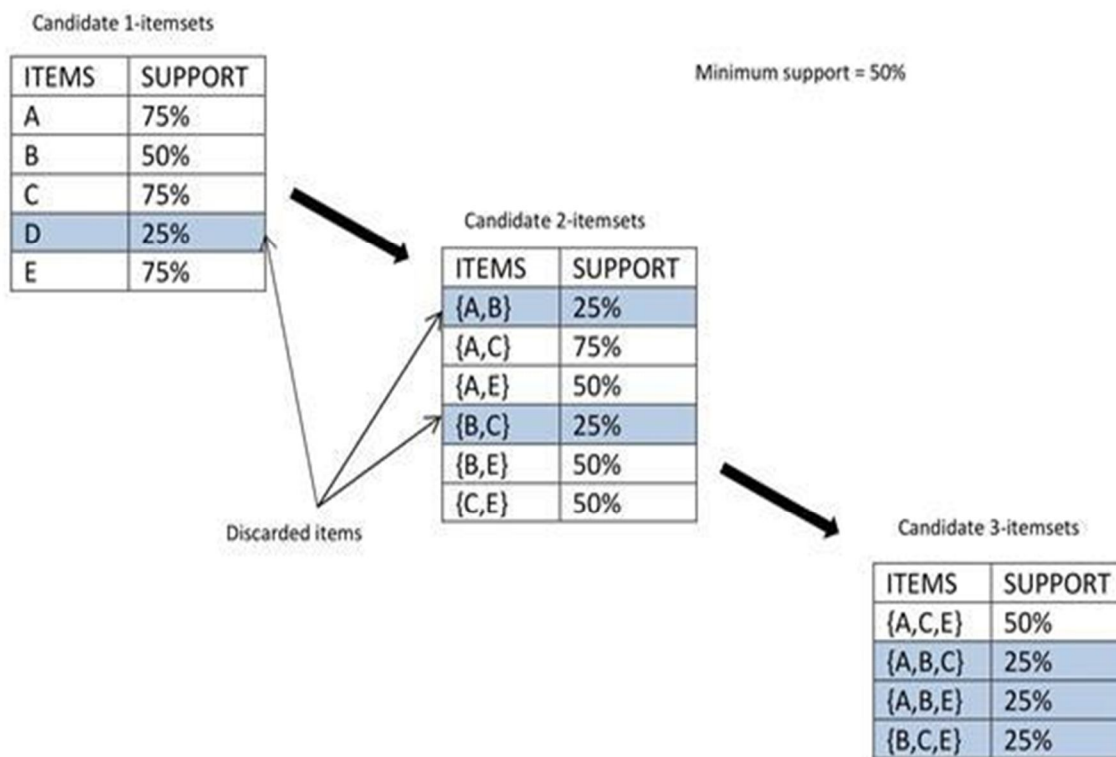 Candidate 1-itemsets
ITEMS SUPPORT
A 75%
B 50%
C 75%
D 25%
E 75%
Minimum support = 50%
Candidate 2-itemsets
ITEMS SUPPORT
{A,B} 25%
{A,C} 75%
{A,E} 50%
{B,C} 25%
{B,E} 50%
{C,E} 50%
Discarded items
Candidate 3-itemsets
ITEMS SUPPORT
{A,C,E} 50%
{A,B,C} 25%
{A,B,E} 25%
{B,C,E} 25%